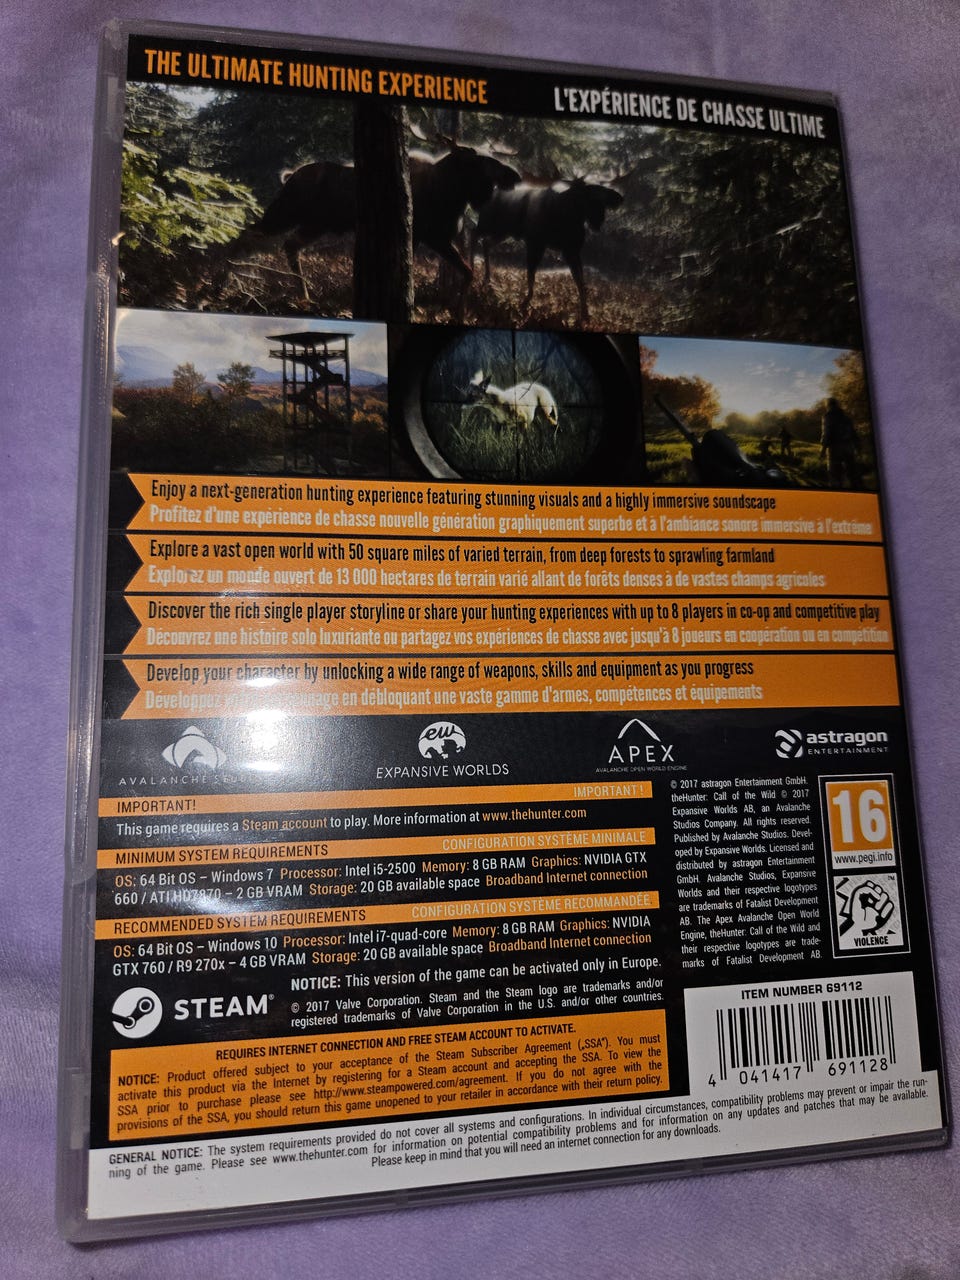 THE ULTIMATE HUNTING EXPERIENCE
L'EXPÉRIENCE DE CHASSE ULTIME
Enjoy a next-generation hunting experience featuring stunning visuals and a highly immersive soundscape
Profitez d'une expérience de chasse nouvelle génération graphiquement superbe et à l'ambiance sonore immersive à l'extrême
Explore a vast open world with 50 square miles of varied terrain, from deep forests to sprawling farmland
Explorez un monde ouvert de 13 000 hectares de terrain varié allant de forêts denses à de vastes champs agricoles
Discover the rich single player storyline or share your hunting experiences with up to 8 players in co-op and competitive play
Découvrez une histoire solo luxuriante ou partagez vos expériences de chasse avec jusqu'à 8 joueurs en coopération ou en compétition
Develop your character by unlocking a wide range of weapons, skills and equipment as you progress
Développez en débloquant une vaste gamme d'armes, compétences et équipements
AVALANCHE
ew
EXPANSIVE WORLDS
APEX
AVALANCHE OPEN WORLD ENGINE
astragon
ENTERTAINMENT
IMPORTANT!
IMPORTANT !
This game requires a Steam account to play. More information at www.thehunter.com
MINIMUM SYSTEM REQUIREMENTS
CONFIGURATION SYSTÈME MINIMALE
OS: 64 Bit OS – Windows 7 Processor: Intel i5-2500 Memory: 8 GB RAM Graphics: NVIDIA GTX
660 / ATI HD7870 – 2 GB VRAM Storage: 20 GB available space Broadband Internet connection
RECOMMENDED SYSTEM REQUIREMENTS
CONFIGURATION SYSTÈME RECOMMANDÉE
OS: 64 Bit OS – Windows 10 Processor: Intel i7-quad-core Memory: 8 GB RAM Graphics: NVIDIA
GTX 760 / R9 270x – 4 GB VRAM Storage: 20 GB available space Broadband Internet connection
NOTICE: This version of the game can be activated only in Europe.
STEAM®
© 2017 Valve Corporation. Steam and the Steam logo are trademarks and/or
registered trademarks of Valve Corporation in the U.S. and/or other countries.
REQUIRES INTERNET CONNECTION AND FREE STEAM ACCOUNT TO ACTIVATE.
NOTICE: Product offered subject to your acceptance of the Steam Subscriber Agreement („SSA"). You must
activate this product via the Internet by registering for a Steam account and accepting the SSA. To view the
SSA prior to purchase please see http://www.steampowered.com/agreement. If you do not agree with the
provisions of the SSA, you should return this game unopened to your retailer in accordance with their return policy.
© 2017 astragon Entertainment GmbH.
theHunter: Call of the Wild © 2017
Expansive Worlds AB, an Avalanche
Studios Company. All rights reserved.
Published by Avalanche Studios. Devel-
oped by Expansive Worlds. Licensed and
distributed by astragon Entertainment
GmbH. Avalanche Studios, Expansive
Worlds and their respective logotypes
are trademarks of Fatalist Development
AB. The Apex Avalanche Open World
Engine, theHunter: Call of the Wild and
their respective logotypes are trade-
marks of Fatalist Development AB.
16
www.pegi.info
VIOLENCE
ITEM NUMBER 69112
4 041417 691128
GENERAL NOTICE: The system requirements provided do not cover all systems and configurations. In individual circumstances, compatibility problems may prevent or impair the run-
ning of the game. Please see www.thehunter.com for information on potential compatibility problems and for information on any updates and patches that may be available.
Please keep in mind that you will need an internet connection for any downloads.